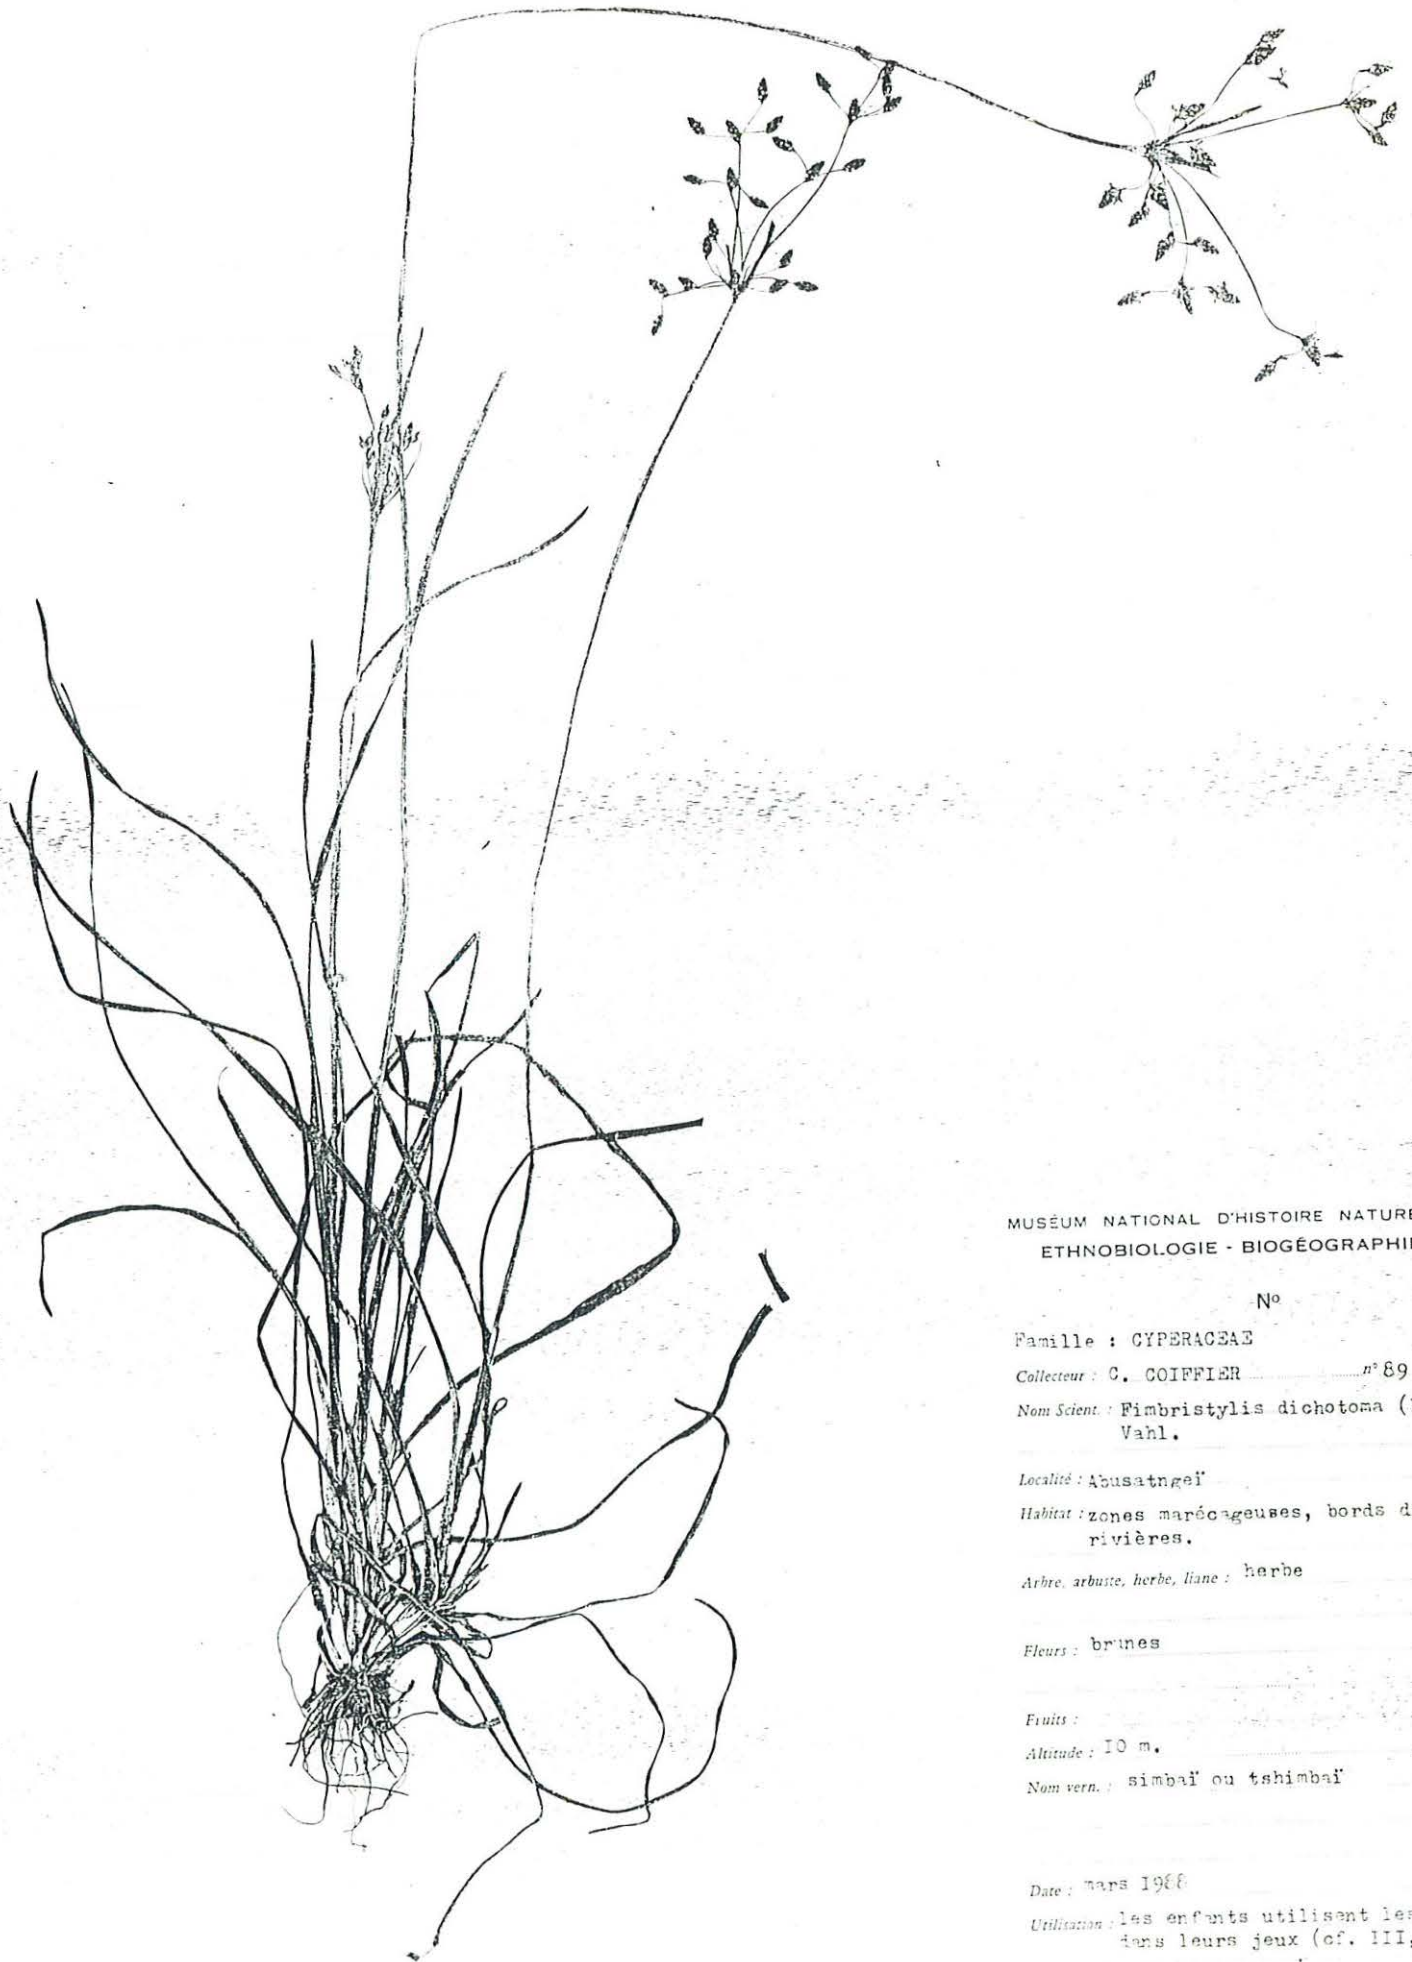 MUSÉUM NATIONAL D'HISTOIRE NATURE
ETHNOBIOLOGIE - BIOGÉOGRAPHI
Nº
Famille : CYPERACEAE
Collecteur : C. COIFFIER n° 89
Nom Scient. : Fimbristylis dichotoma (
Vahl.
Localité : Abusatngeï
Habitat : zones marécageuses, bords d
rivières.
Arbre, arbuste, herbe, liane : herbe
Fleurs : brunes
Fruits :
Altitude : 10 m.
Nom vern. : simbaï ou tshimbaï
Date : mars 1988
Utilisation : les enfants utilisent les
dans leurs jeux (cf. III,